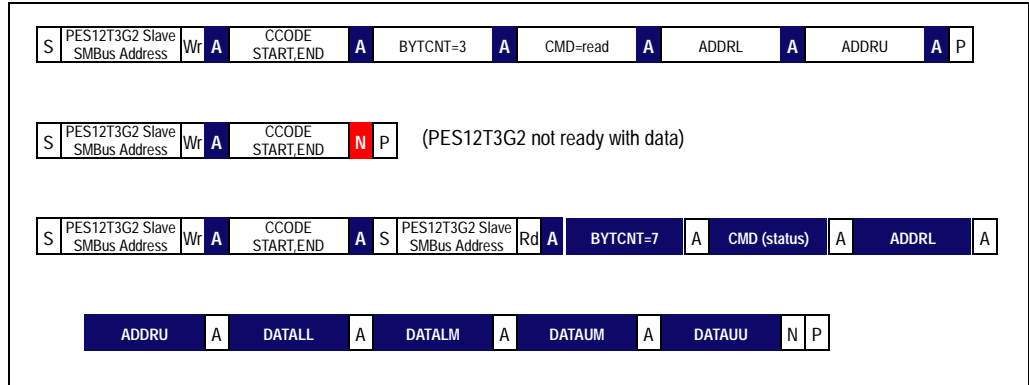 S PES12T3G2 Slave SMBus Address Wr A CCODE START,END A BYTCNT=3 A CMD=read A ADDRL A ADDRU A P
S PES12T3G2 Slave SMBus Address Wr A CCODE START,END N P (PES12T3G2 not ready with data)
S PES12T3G2 Slave SMBus Address Wr A CCODE START,END A S PES12T3G2 Slave SMBus Address Rd A BYTCNT=7 A CMD (status) A ADDRL A
ADDRU A DATALL A DATALM A DATAUM A DATAUU N P